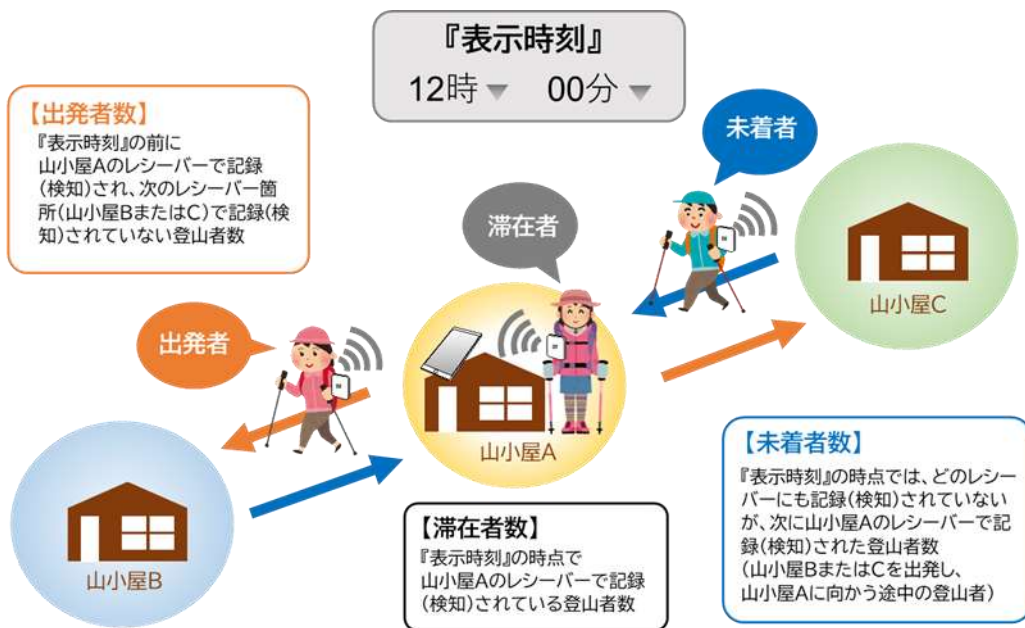 『表示時刻』
12時 ▼ 00分 ▼
【出発者数】
『表示時刻』の前に
山小屋Aのレシーバーで記録
(検知)され、次のレシーバー箇
所(山小屋BまたはC)で記録(検
知)されていない登山者数
未着者
滞在者
山小屋C
出発者
山小屋A
山小屋B
【滞在者数】
『表示時刻』の時点で
山小屋Aのレシーバーで記録
(検知)されている登山者数
【未着者数】
『表示時刻』の時点では、どのレシー
バーにも記録(検知)されていない
が、次に山小屋Aのレシーバーで記
録(検知)された登山者数
(山小屋BまたはCを出発し、
山小屋Aに向かう途中の登山者)